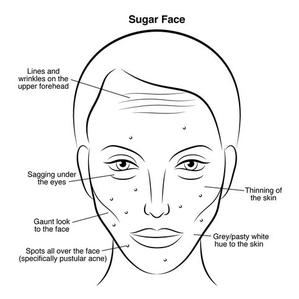 Sugar Face
Lines and
wrinkles on the
upper forehead
Sagging under
the eyes
Thinning of
the skin
Gaunt look
to the face
Grey/pasty white
hue to the skin
Spots all over the face
(specifically pustular acne)